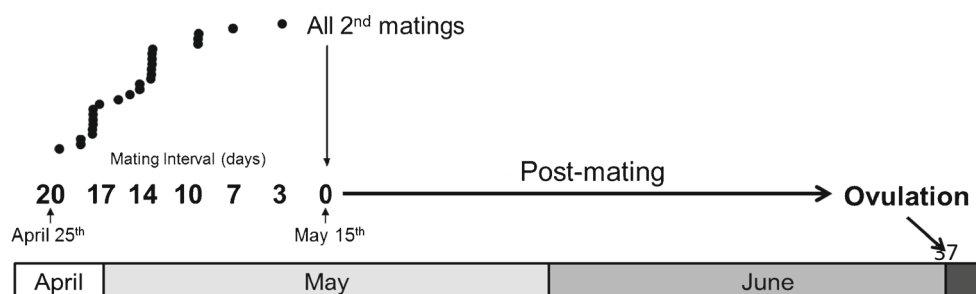 All 2nd matings
Mating Interval (days)
20 17 14 10 7 3 0
Post-mating
Ovulation
April 25th
May 15th
37
April
May
June